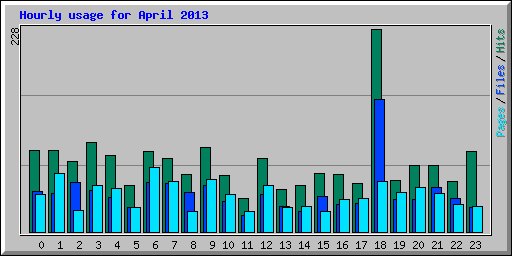 Hourly usage for April 2013
228
Pages/Files/Hits
0 1 2 3 4 5 6 7 8 9 10 11 12 13 14 15 16 17 18 19 20 21 22 23